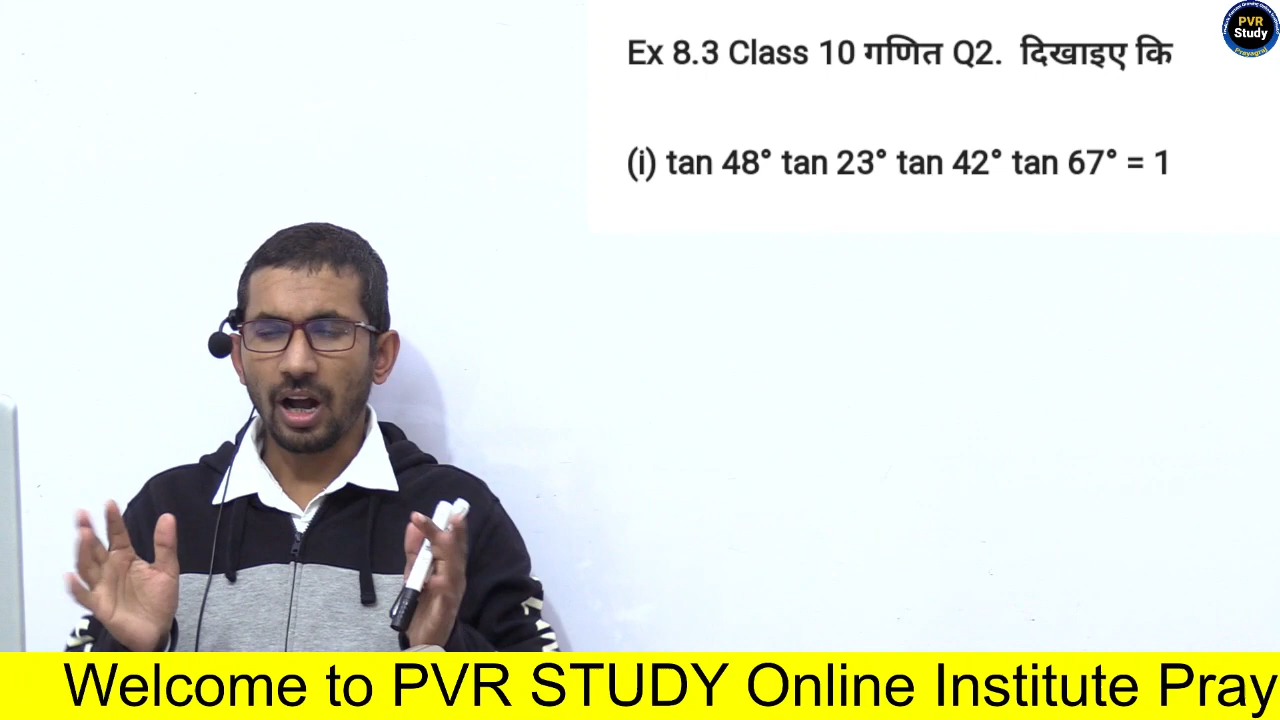 PVR
Study
Prayagraj
Ex 8.3 Class 10 गणित Q2. दिखाइए कि
(i) tan 48° tan 23° tan 42° tan 67° = 1
Welcome to PVR STUDY Online Institute Pray